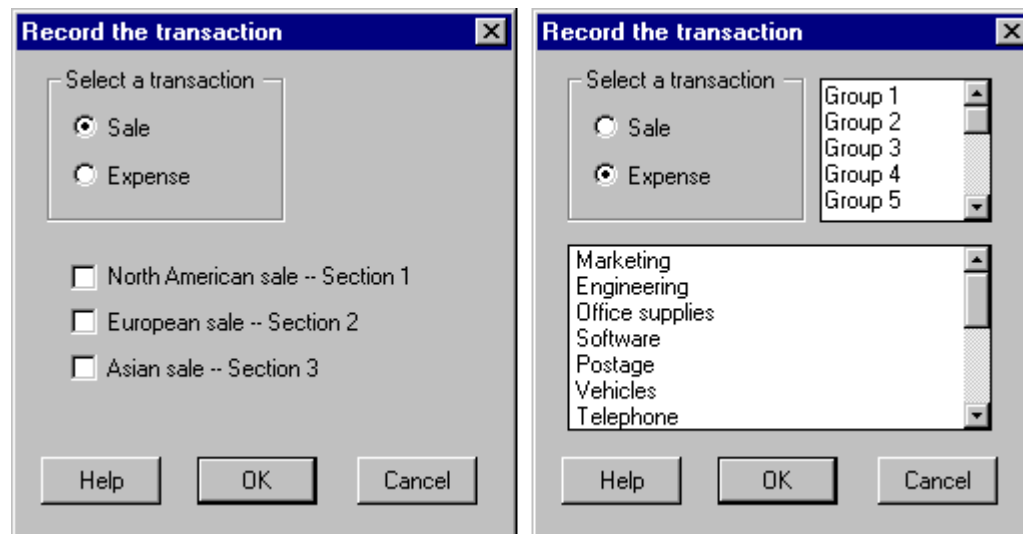 Record the transaction
Select a transaction
Sale
Expense
North American sale -- Section 1
European sale -- Section 2
Asian sale -- Section 3
Help
OK
Cancel
Record the transaction
Select a transaction
Sale
Expense
Group 1
Group 2
Group 3
Group 4
Group 5
Marketing
Engineering
Office supplies
Software
Postage
Vehicles
Telephone
Help
OK
Cancel